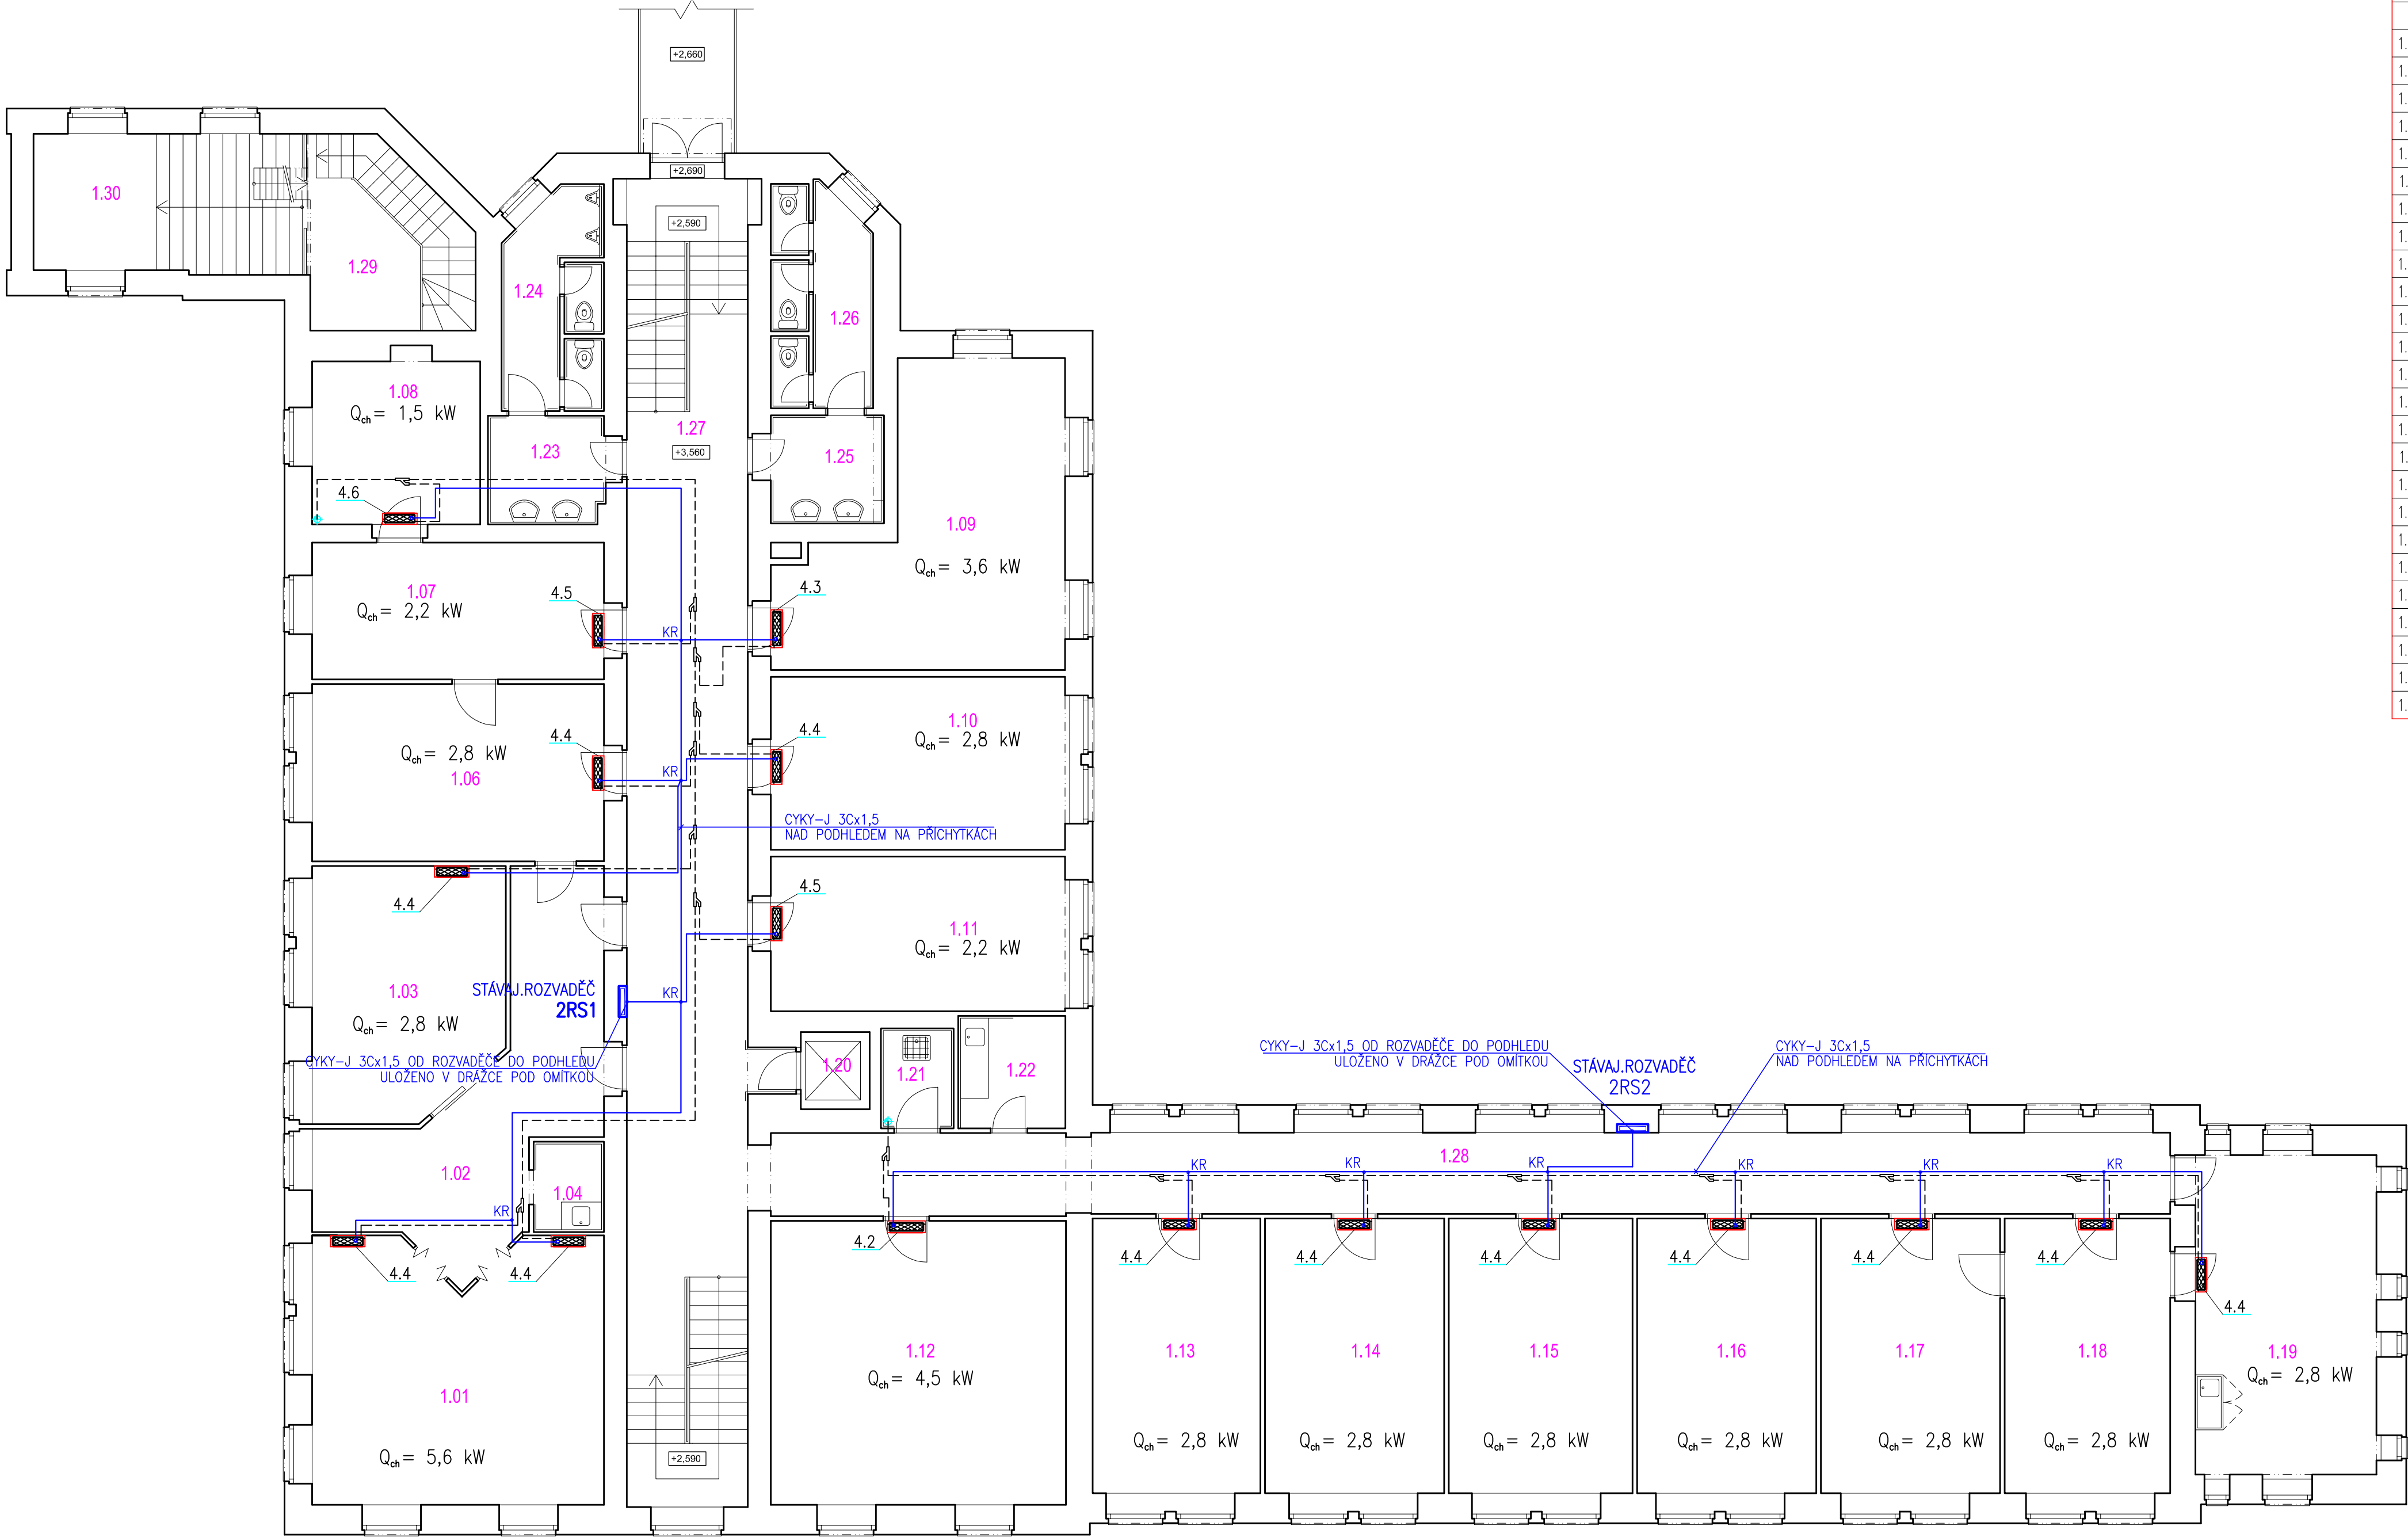 +2,660
+2,690
+2,590
1.30
1.29
1.24
1.26
1.08
Qch= 1,5 kW
1.27
+3,560
1.23
1.25
4.6
1.09
Qch= 3,6 kW
1.07
Qch= 2,2 kW
4.5
KR
4.3
Qch= 2,8 kW
1.06
4.4
KR
4.4
1.10
Qch= 2,8 kW
CYKY-J 3Cx1,5
NAD PODHLEDEM NA PŘÍCHYTKÁCH
4.4
4.5
1.11
Qch= 2,2 kW
1.03
Qch= 2,8 kW
STÁVAJ.ROZVADĚČ
2RS1
KR
CYKY-J 3Cx1,5 OD ROZVADĚČE DO PODHLEDU
ULOŽENO V DRÁŽCE POD OMÍTKOU
1.20
1.21
1.22
CYKY-J 3Cx1,5 OD ROZVADĚČE DO PODHLEDU
ULOŽENO V DRÁŽCE POD OMÍTKOU
STÁVAJ.ROZVADĚČ
2RS2
CYKY-J 3Cx1,5
NAD PODHLEDEM NA PŘÍCHYTKÁCH
1.02
1.04
KR
1.28
KR
KR
KR
KR
KR
KR
4.4
4.4
4.2
4.4
4.4
4.4
4.4
4.4
4.4
4.4
1.01
Qch= 5,6 kW
+2,590
1.12
Qch= 4,5 kW
1.13
Qch= 2,8 kW
1.14
Qch= 2,8 kW
1.15
Qch= 2,8 kW
1.16
Qch= 2,8 kW
1.17
Qch= 2,8 kW
1.18
Qch= 2,8 kW
1.19
Qch= 2,8 kW